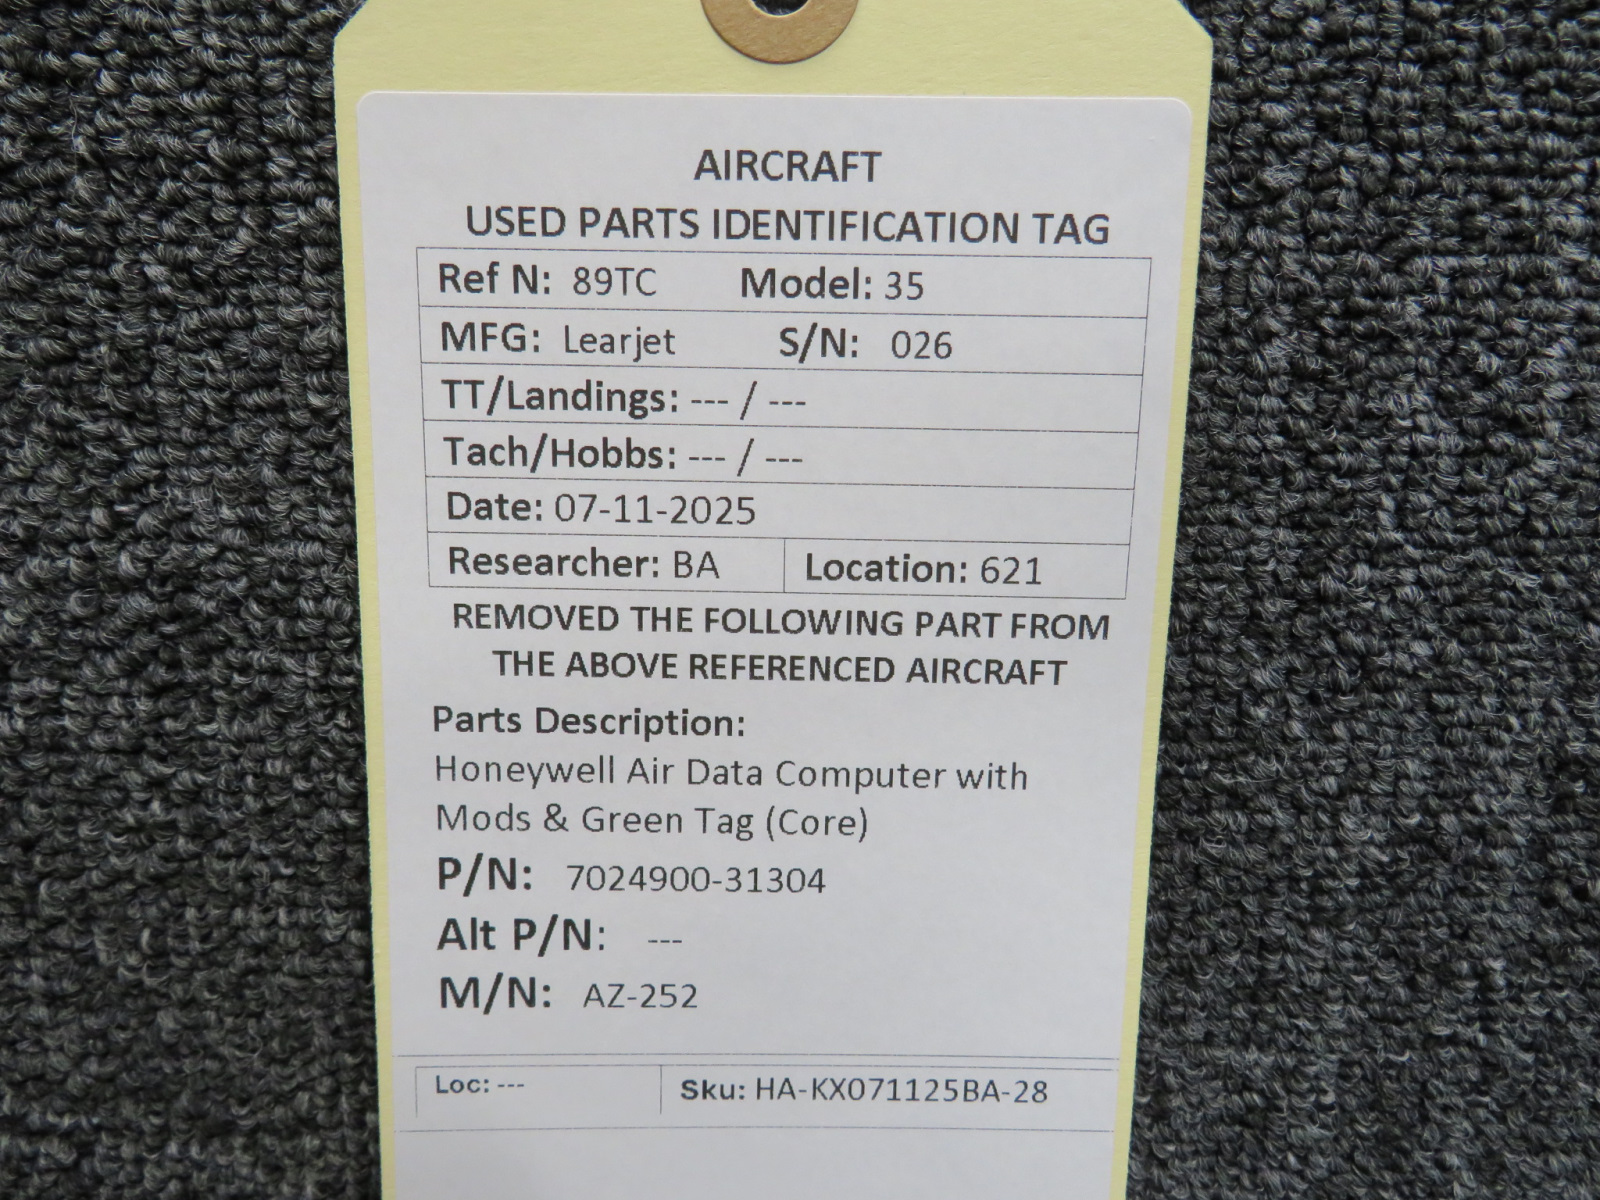 AIRCRAFT
USED PARTS IDENTIFICATION TAG
Ref N: 89TC Model: 35
MFG: Learjet S/N: 026
TT/Landings: --- / ---
Tach/Hobbs: --- / ---
Date: 07-11-2025
Researcher: BA Location: 621
REMOVED THE FOLLOWING PART FROM
THE ABOVE REFERENCED AIRCRAFT
Parts Description:
Honeywell Air Data Computer with
Mods & Green Tag (Core)
P/N: 7024900-31304
Alt P/N: ---
M/N: AZ-252
Loc: --- Sku: HA-KX071125BA-28